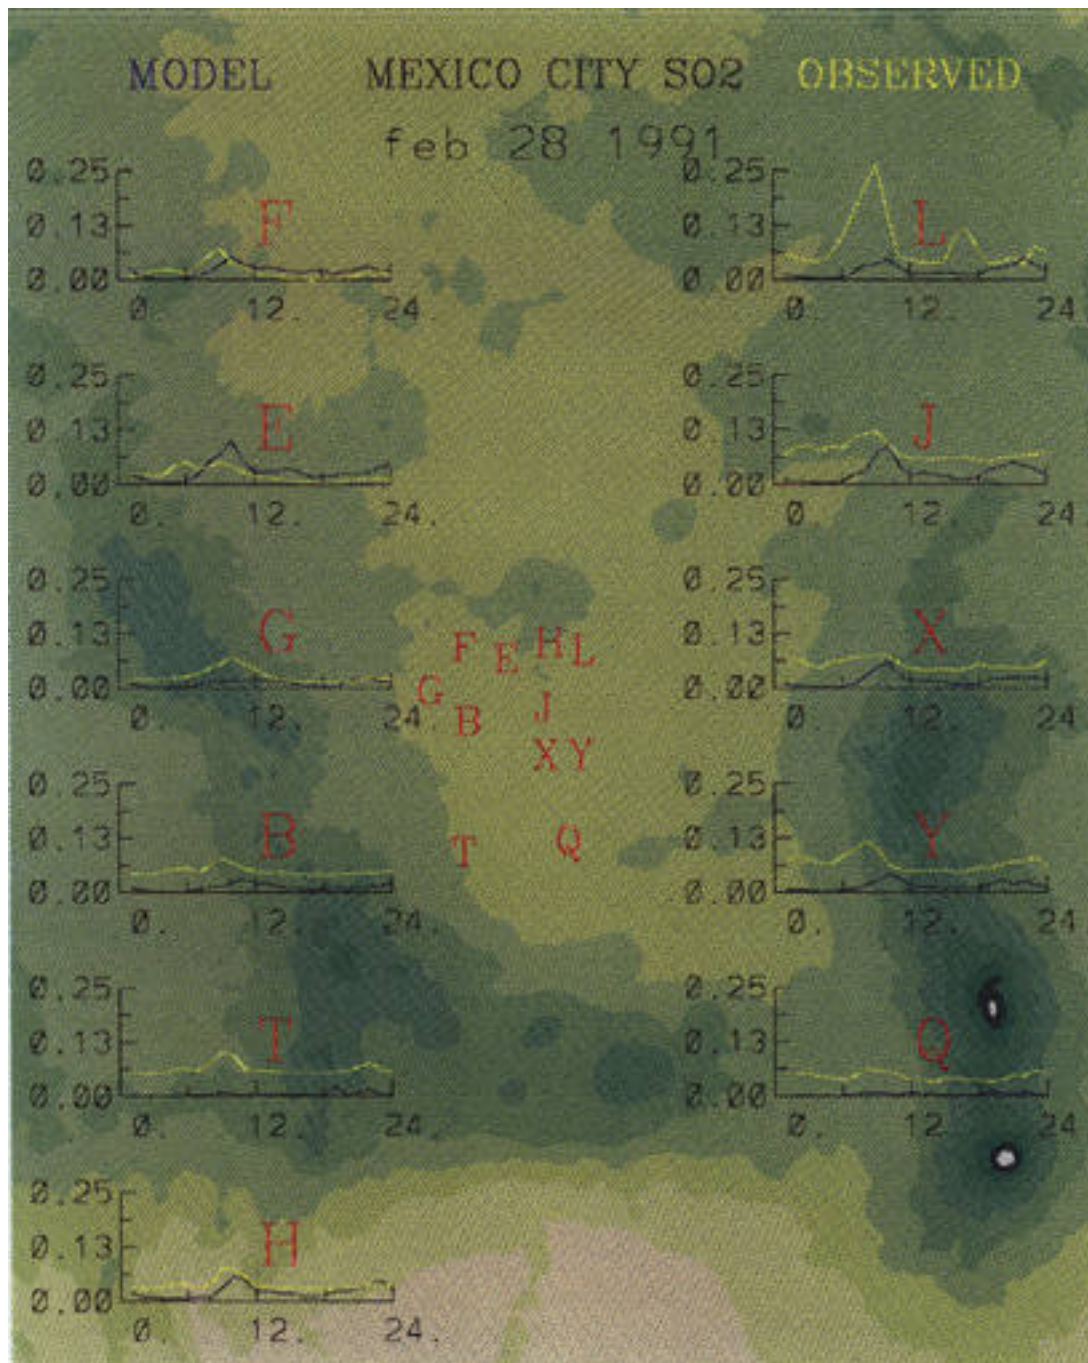 MODEL MEXICO CITY SO2 OBSERVED
feb 28 1991
0.25 0.25
F L
0.13 0.13
0.00 0.00
0. 12. 24. 0. 12. 24
0.25 0.25
E J
0.13 0.13
0.00 0.00
0. 12. 24. 0. 12. 24
0.25 0.25
G X
0.13 0.13
F E H L
0.00 0.00
G B J
0. 12. 24. 0. 12. 24
X Y
0.25 0.25
B Y
0.13 0.13
T Q
0.00 0.00
0. 12. 24. 0. 12. 24
0.25 0.25
T Q
0.13 0.13
0.00 0.00
0. 12. 24. 0. 12. 24
0.25
H
0.13
0.00
0. 12. 24.